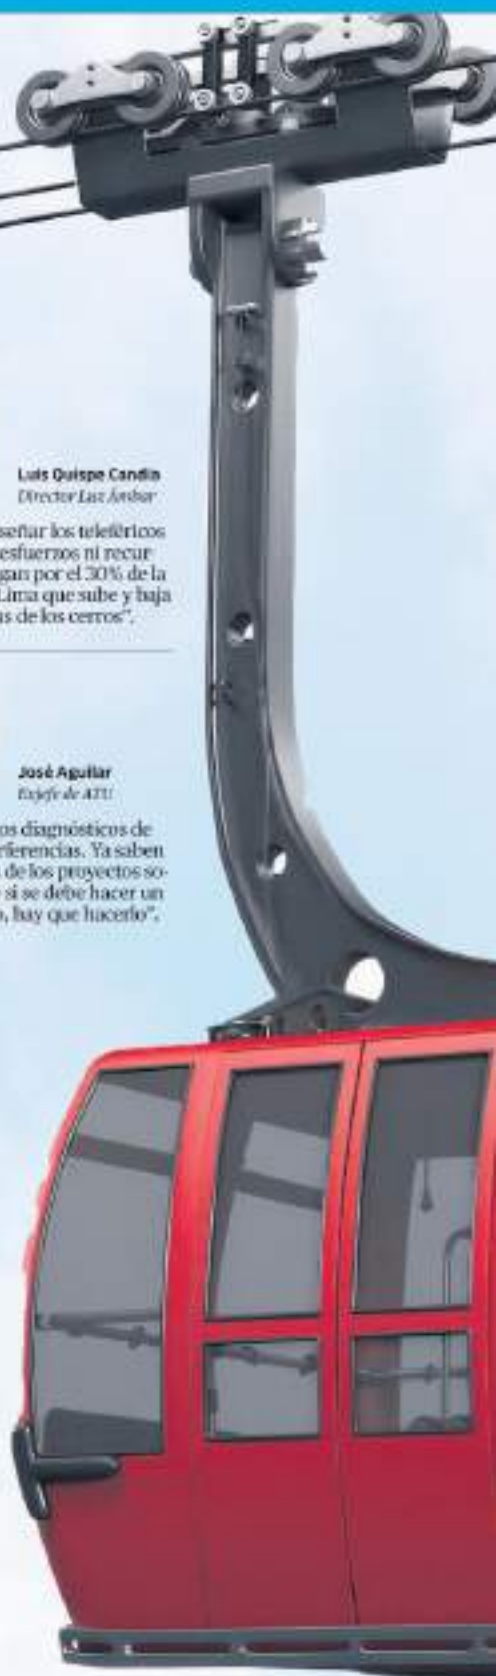 Luis Quispe Candia
Director Luz Ámbar
señar los teleféricos
esfuerzos ni recur-
gan por el 30% de la
Lima que sube y baja
as de los cerros”.
José Aguilar
Exjefe de ATU
os diagnósticos de
rferencias. Ya saben
de los proyectos so-
si se debe hacer un
o, hay que hacerlo”.